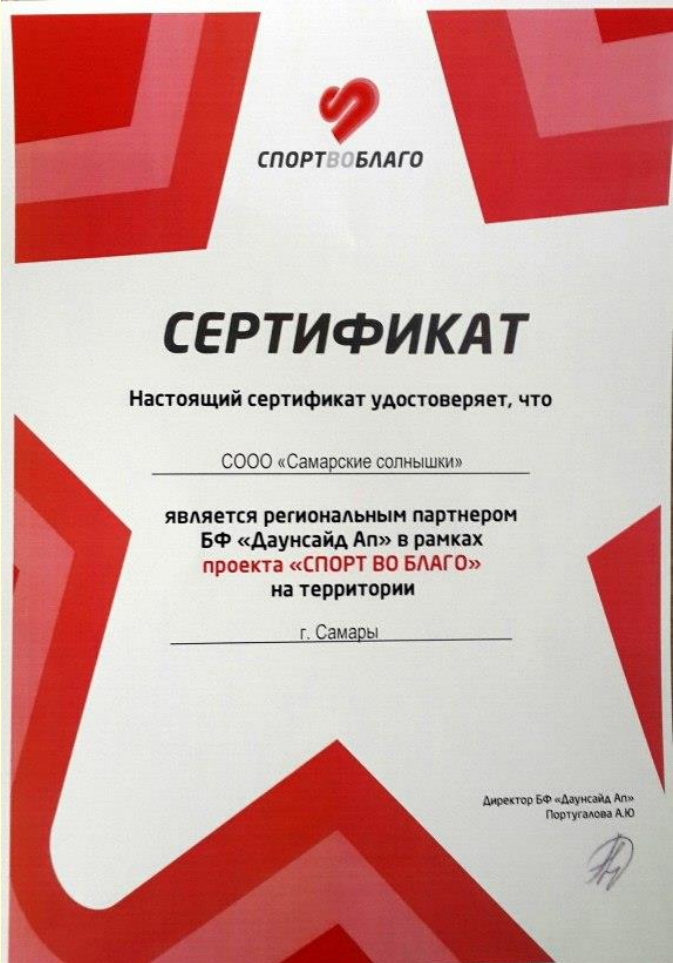 СПОРТВОБЛАГО
СЕРТИФИКАТ
Настоящий сертификат удостоверяет, что
СООО «Самарские солнышки»
является региональным партнером
БФ «Даунсайд Ап» в рамках
проекта «СПОРТ ВО БЛАГО»
на территории
г. Самары
Директор БФ «Даунсайд Ап»
Португалова А.Ю